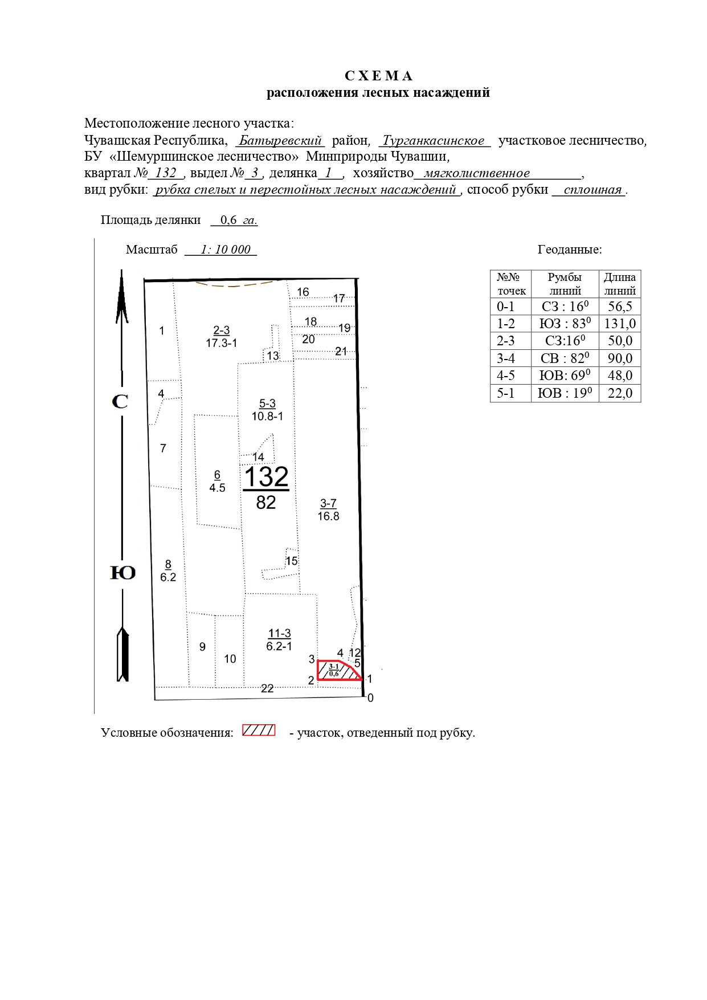 С Х Е М А
расположения лесных насаждений
Местоположение лесного участка:
Чувашская Республика, Батыревский район, Турганкасинское участковое лесничество,
БУ «Шемуршинское лесничество» Минприроды Чувашии,
квартал № 132 , выдел № 3 , делянка 1 , хозяйство мягколиственное ,
вид рубки: рубка спелых и перестойных лесных насаждений , способ рубки сплошная .
Площадь делянки 0,6 га.
Масштаб 1: 10 000
Геоданные:
№№ точек Румбы линий Длина линий
0-1 СЗ : 16⁰ 56,5
1-2 ЮЗ : 83⁰ 131,0
2-3 СЗ:16⁰ 50,0
3-4 СВ : 82⁰ 90,0
4-5 ЮВ: 69⁰ 48,0
5-1 ЮВ : 19⁰ 22,0
С
Ю
16
17
1
2-3
17.3-1
18
19
20
13
21
4
5-3
10.8-1
7
14
6
4.5
132
82
3-7
16.8
8
6.2
15
11-3
6.2-1
9
10
3
4
12
5
3-1
0,6
2
1
22
0
Условные обозначения: - участок, отведенный под рубку.